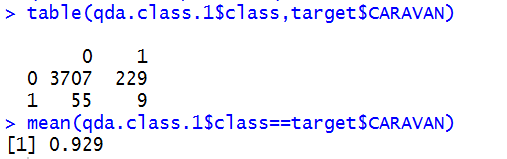 > table(qda.class.1$class,target$CARAVAN)
0 1
0 3707 229
1 55 9
> mean(qda.class.1$class==target$CARAVAN)
[1] 0.929